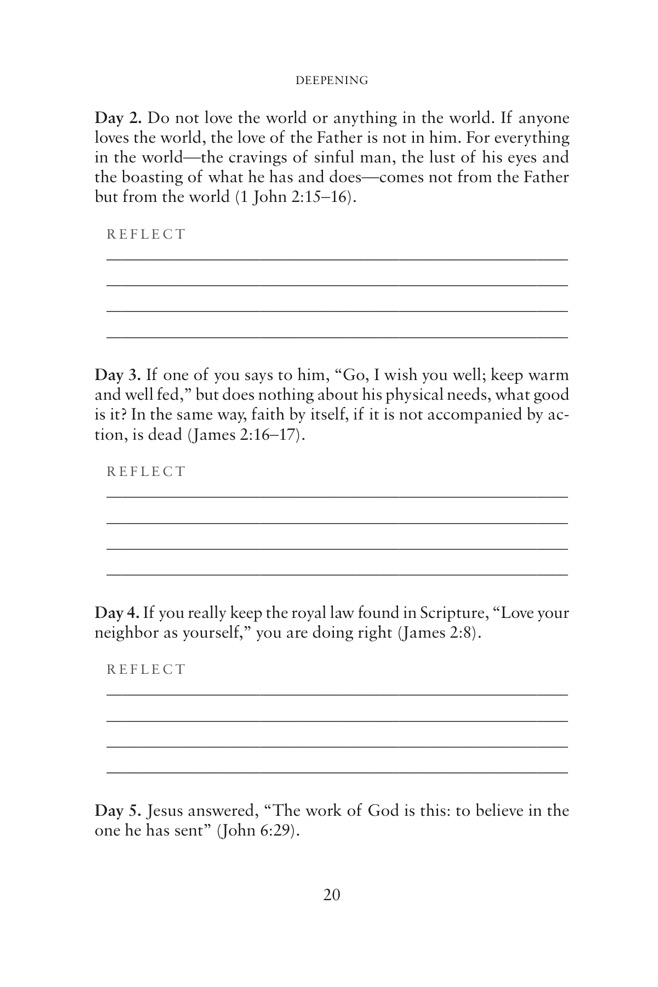 DEEPENING
Day 2. Do not love the world or anything in the world. If anyone
loves the world, the love of the Father is not in him. For everything
in the world—the cravings of sinful man, the lust of his eyes and
the boasting of what he has and does—comes not from the Father
but from the world (1 John 2:15–16).
REFLECT
Day 3. If one of you says to him, “Go, I wish you well; keep warm
and well fed,” but does nothing about his physical needs, what good
is it? In the same way, faith by itself, if it is not accompanied by ac-
tion, is dead (James 2:16–17).
REFLECT
Day 4. If you really keep the royal law found in Scripture, “Love your
neighbor as yourself,” you are doing right (James 2:8).
REFLECT
Day 5. Jesus answered, “The work of God is this: to believe in the
one he has sent” (John 6:29).
20